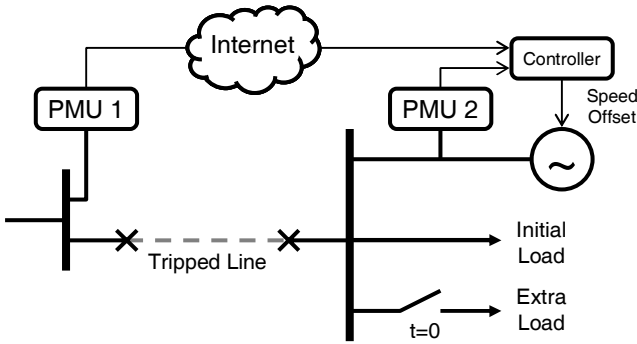 Internet
Controller
PMU 1
PMU 2
Speed
Offset
~
Tripped Line
Initial
Load
Extra
Load
t=0